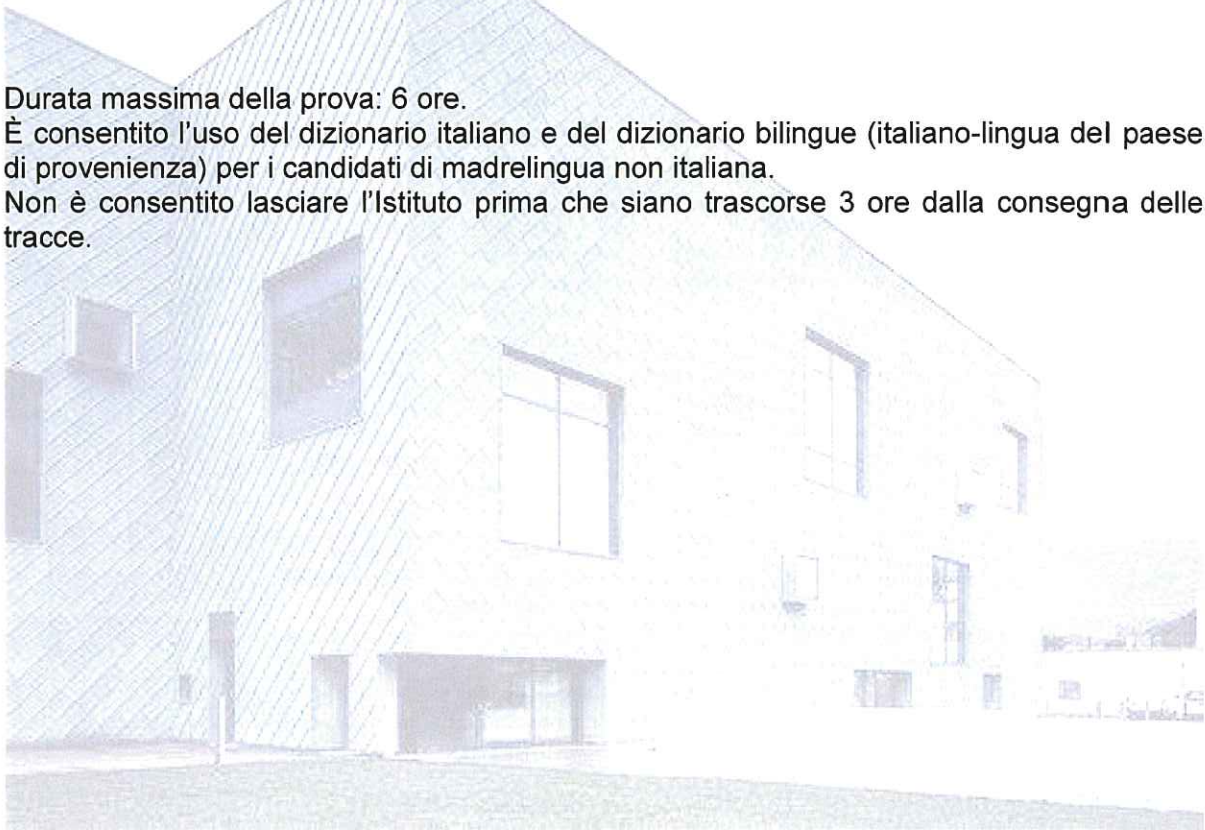 Durata massima della prova: 6 ore.
È consentito l'uso del dizionario italiano e del dizionario bilingue (italiano-lingua del paese
di provenienza) per i candidati di madrelingua non italiana.
Non è consentito lasciare l'Istituto prima che siano trascorse 3 ore dalla consegna delle
tracce.